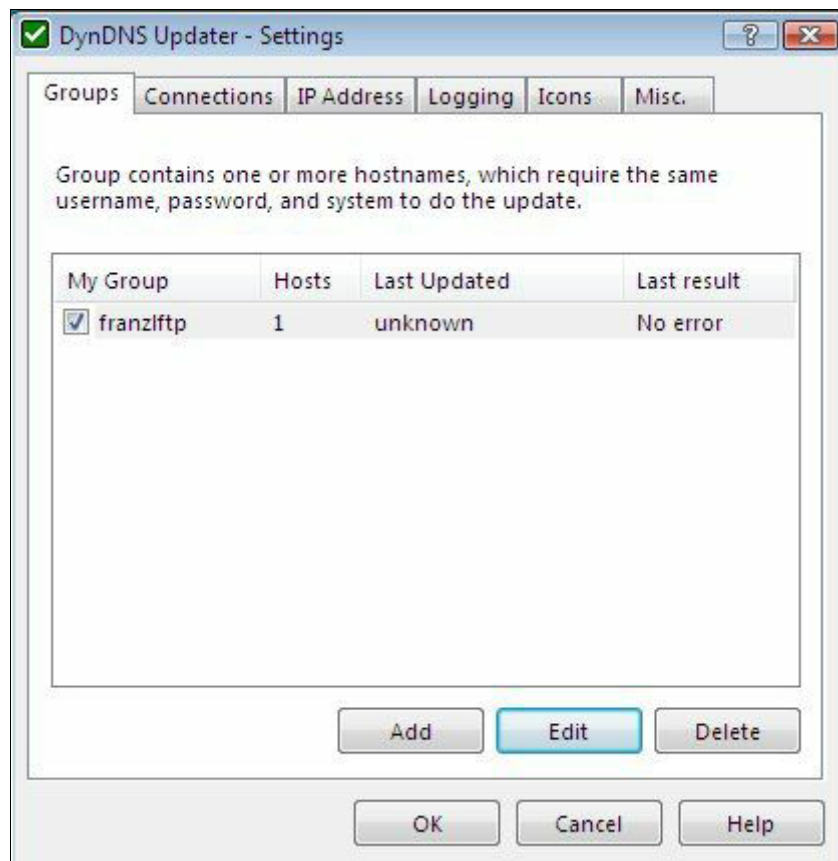 DynDNS Updater - Settings
Groups Connections IP Address Logging Icons Misc.
Group contains one or more hostnames, which require the same
username, password, and system to do the update.
My Group Hosts Last Updated Last result
franzlftp 1 unknown No error
Add Edit Delete
OK Cancel Help